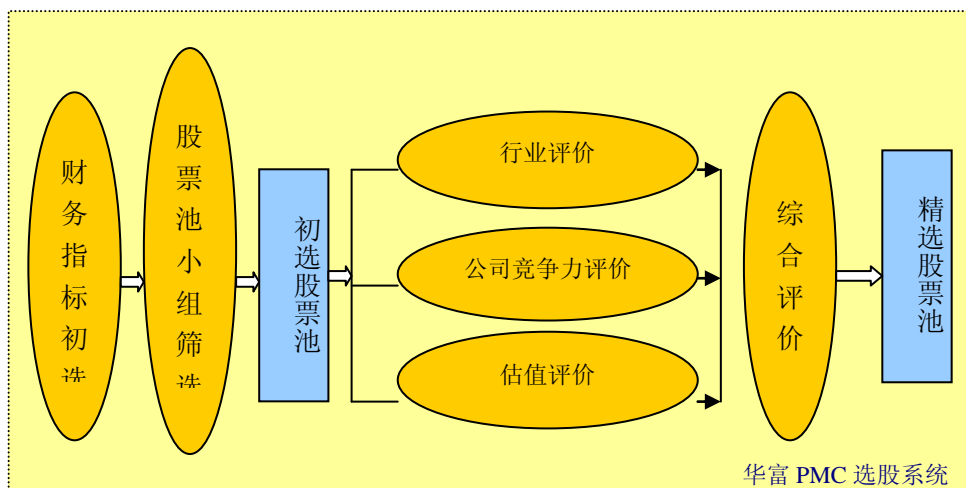 财务指标初选
股票池小组筛选
初选股票池
行业评价
公司竞争力评价
估值评价
综合评价
精选股票池
华富 PMC 选股系统